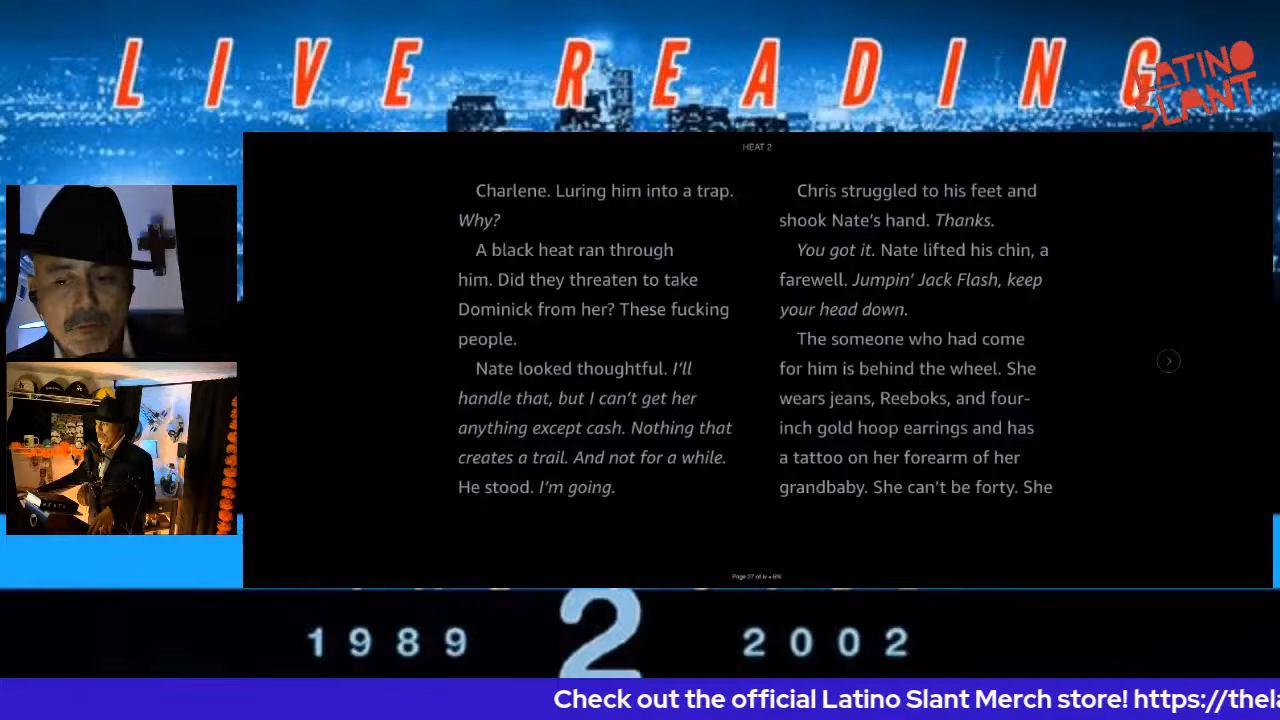 LIVE READING
LATINO
SLANT
HEAT 2
Charlene. Luring him into a trap.
Why?
A black heat ran through
him. Did they threaten to take
Dominick from her? These fucking
people.
Nate looked thoughtful. I'll
handle that, but I can't get her
anything except cash. Nothing that
creates a trail. And not for a while.
He stood. I'm going.
Chris struggled to his feet and
shook Nate's hand. Thanks.
You got it. Nate lifted his chin, a
farewell. Jumpin' Jack Flash, keep
your head down.
The someone who had come
for him is behind the wheel. She
wears jeans, Reeboks, and four-
inch gold hoop earrings and has
a tattoo on her forearm of her
grandbaby. She can't be forty. She
Page 27 of iv • 6%
1989 2 2002
Check out the official Latino Slant Merch store! https://thela